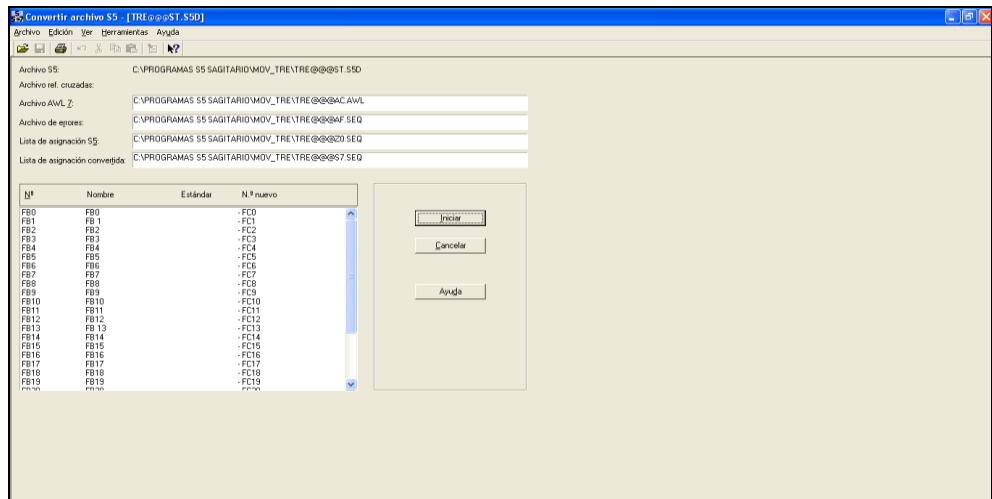 Convertir archivo S5 - [TRE@@@ST.S5D]
Archivo Edición Ver Herramientas Ayuda
Archivo S5: C:\PROGRAMAS S5 SAGITARIO\MOV_TRE\TRE@@@ST.S5D
Archivo ref. cruzadas:
Archivo AWL 7: C:\PROGRAMAS S5 SAGITARIO\MOV_TRE\TRE@@@AC.AWL
Archivo de errores: C:\PROGRAMAS S5 SAGITARIO\MOV_TRE\TRE@@@AF.SEQ
Lista de asignación S5: C:\PROGRAMAS S5 SAGITARIO\MOV_TRE\TRE@@@Z0.SEQ
Lista de asignación convertida: C:\PROGRAMAS S5 SAGITARIO\MOV_TRE\TRE@@@S7.SEQ
Nº Nombre Estándar N.º nuevo
FB0 FB0 - FC0
FB1 FB 1 - FC1
FB2 FB2 - FC2
FB3 FB3 - FC3
FB4 FB4 - FC4
FB5 FB5 - FC5
FB6 FB6 - FC6
FB7 FB7 - FC7
FB8 FB8 - FC8
FB9 FB9 - FC9
FB10 FB10 - FC10
FB11 FB11 - FC11
FB12 FB12 - FC12
FB13 FB 13 - FC13
FB14 FB14 - FC14
FB15 FB15 - FC15
FB16 FB16 - FC16
FB17 FB17 - FC17
FB18 FB18 - FC18
FB19 FB19 - FC19
Iniciar
Cancelar
Ayuda